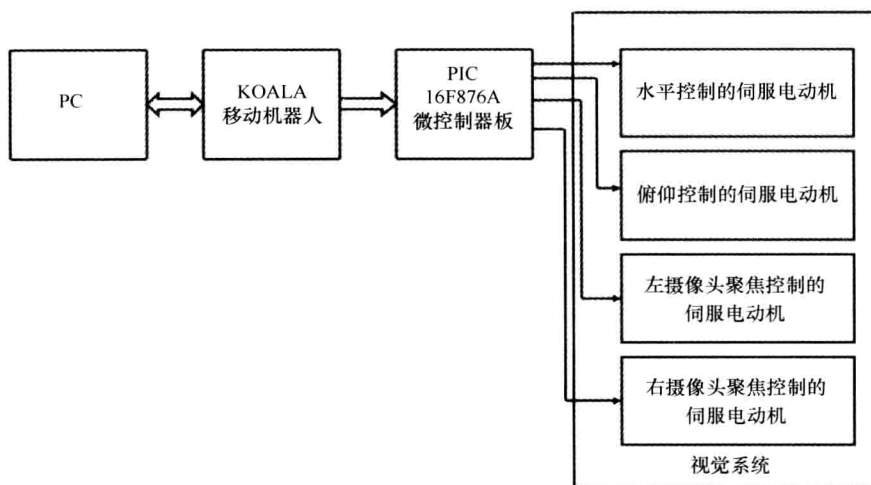 PC
KOALA
移动机器人
PIC
16F876A
微控制器板
水平控制的伺服电动机
俯仰控制的伺服电动机
左摄像头聚焦控制的
伺服电动机
右摄像头聚焦控制的
伺服电动机
视觉系统